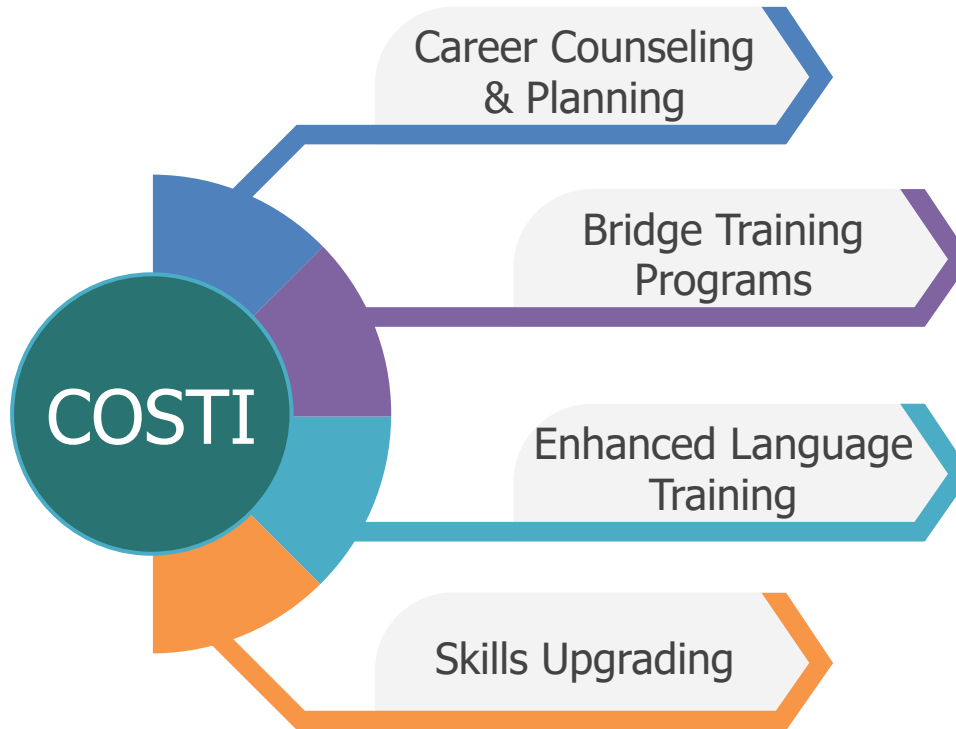 Career Counseling
& Planning
Bridge Training
Programs
COSTI
Enhanced Language
Training
Skills Upgrading